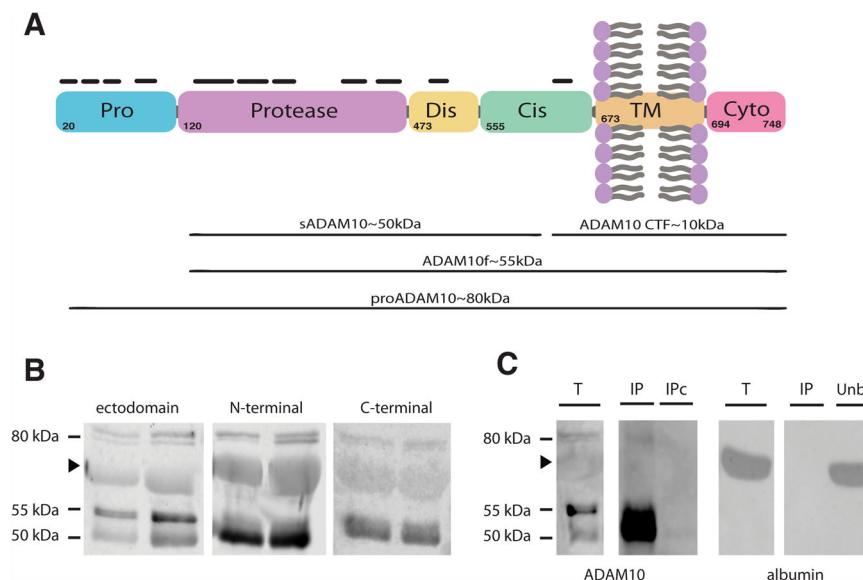 A
Pro Protease Dis Cis TM Cyto
20 120 473 555 673 694 748
sADAM10~50kDa ADAM10 CTF~10kDa
ADAM10f~55kDa
proADAM10~80kDa
B
ectodomain N-terminal C-terminal
80 kDa
55 kDa
50 kDa
C
T IP IPc T IP Unb
80 kDa
55 kDa
50 kDa
ADAM10 albumin